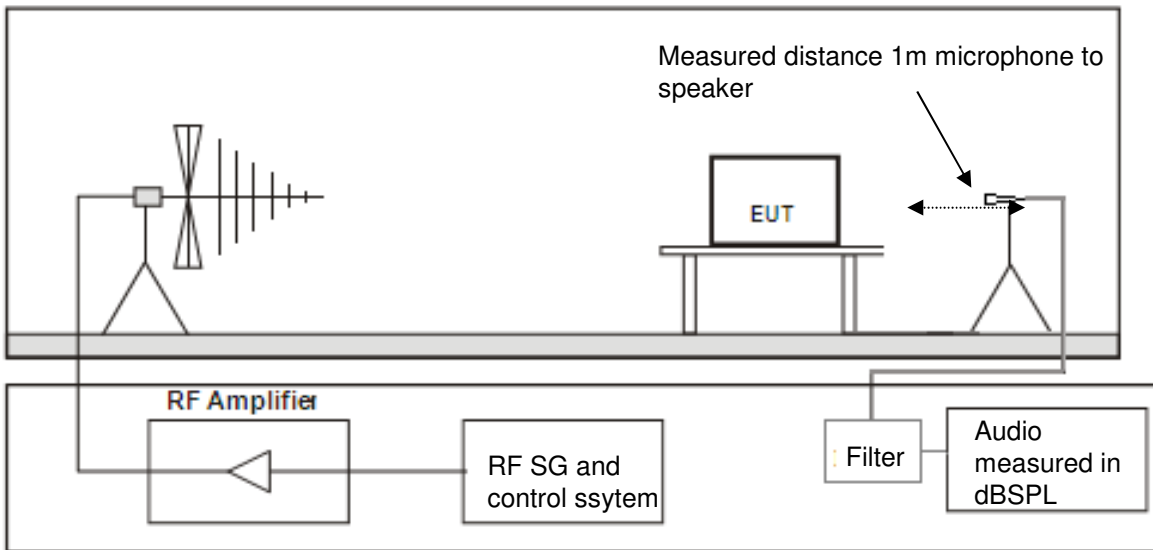 Measured distance 1m microphone to
speaker
EUT
RF Amplifier
RF SG and
control ssytem
: Filter
Audio
measured in
dBSPL